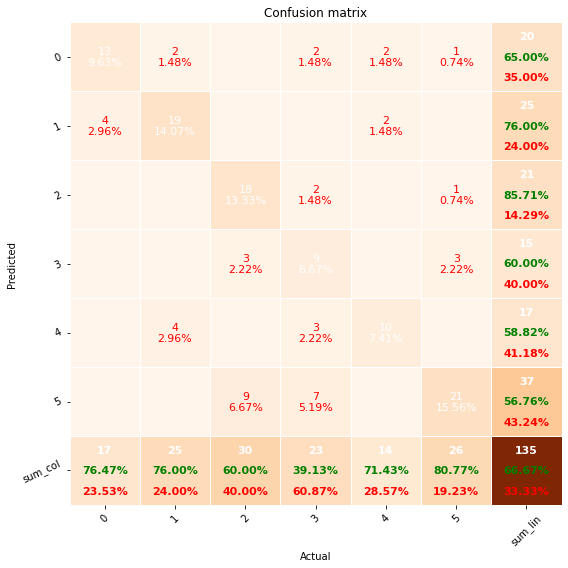 Confusion matrix
13 2 2 2 1 20
9.63% 1.48% 1.48% 1.48% 0.74% 65.00%
35.00%
0
4 19 2 25
2.96% 14.07% 1.48% 76.00%
24.00%
1
18 2 1 21
13.33% 1.48% 0.74% 85.71%
14.29%
2
Predicted
3 9 3 15
2.22% 6.67% 2.22% 60.00%
40.00%
3
4 3 10 17
2.96% 2.22% 7.41% 58.82%
41.18%
4
9 7 21 37
6.67% 5.19% 15.56% 56.76%
43.24%
5
17 25 30 23 14 26 135
76.47% 76.00% 60.00% 39.13% 71.43% 80.77% 66.67%
23.53% 24.00% 40.00% 60.87% 28.57% 19.23% 33.33%
sum_col
0 1 2 3 4 5 sum_lin
Actual